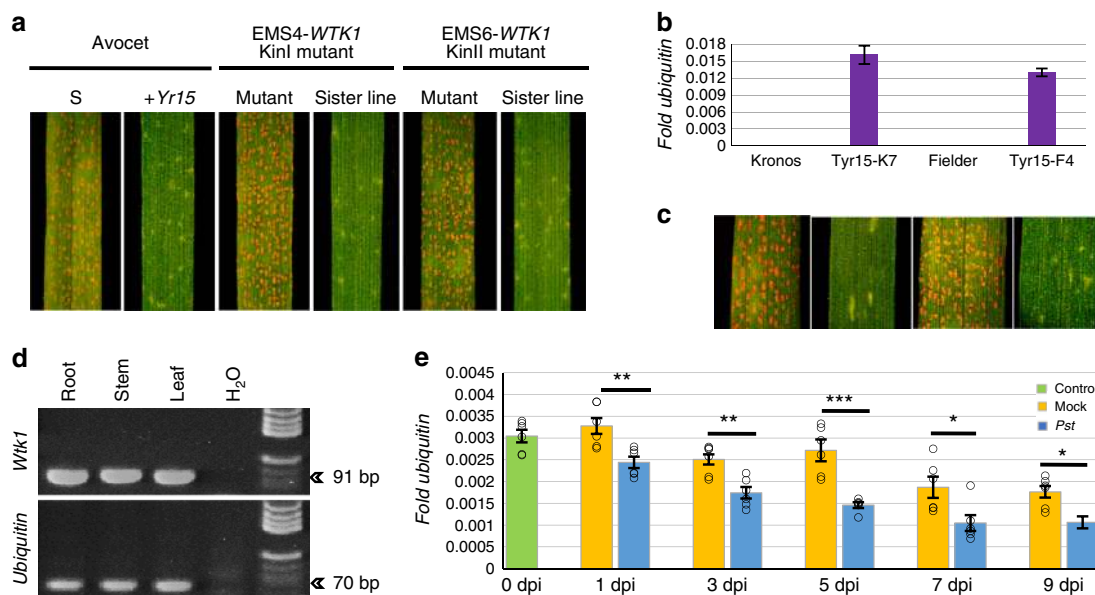 a
Avocet
EMS4-WTK1
KinI mutant
EMS6-WTK1
KinII mutant
S
+Yr15
Mutant
Sister line
Mutant
Sister line
b
Fold ubiquitin
0.018
0.015
0.012
0.009
0.006
0.003
0
Kronos
Tyr15-K7
Fielder
Tyr15-F4
c
d
Root
Stem
Leaf
H₂O
Wtk1
91 bp
Ubiquitin
70 bp
e
Fold ubiquitin
0.0045
0.004
0.0035
0.003
0.0025
0.002
0.0015
0.001
0.0005
0
**
**
***
*
*
Contro
Mock
Pst
0 dpi
1 dpi
3 dpi
5 dpi
7 dpi
9 dpi